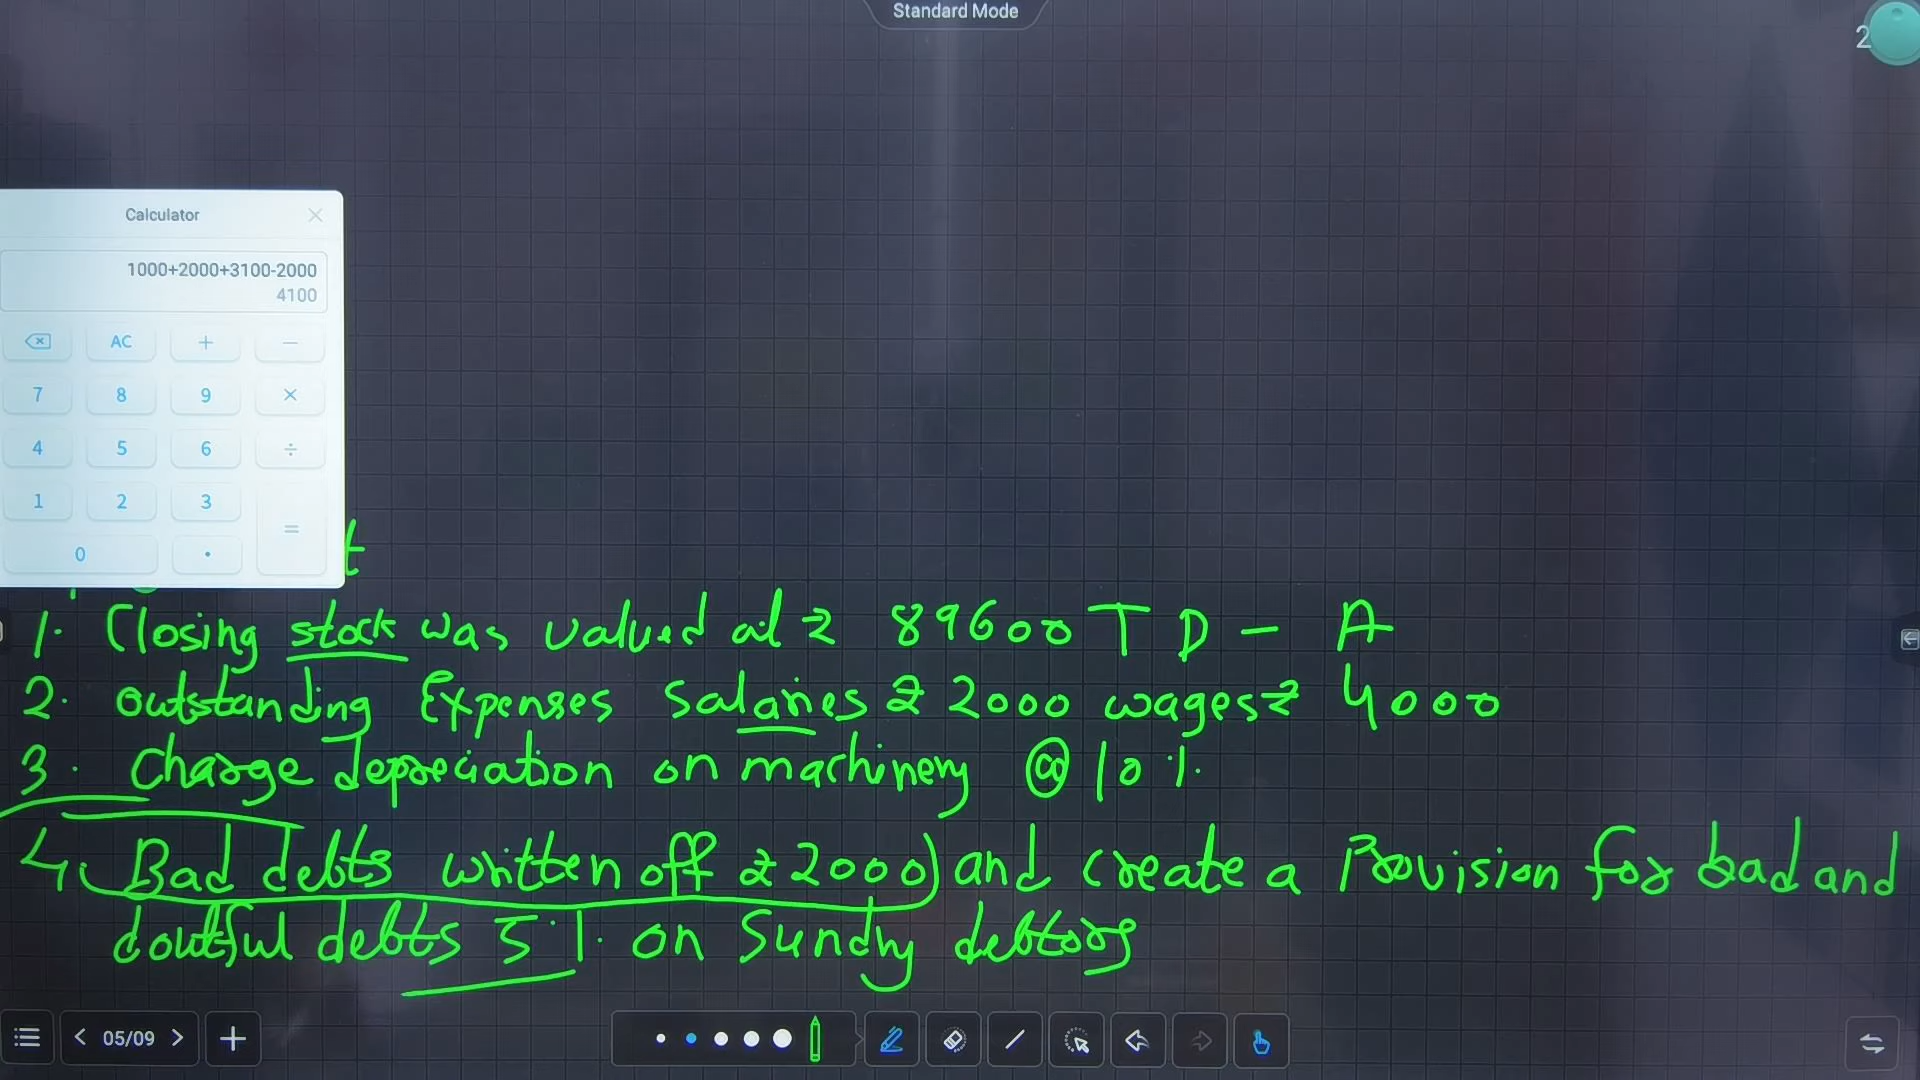 Standard Mode
2
Calculator
1000+2000+3100-2000
4100
AC + −
7 8 9 ×
4 5 6 ÷
1 2 3 =
0 .
t
1. Closing stock was valued at ₹ 89600 T D - A
2. outstanding Expenses salaries ₹ 2000 wages ₹ 4000
3. Charge depreciation on machinery @ 10%
4. Bad debts written off ₹ 2000) and create a Provision for bad and
doutful debts 5% on Sundry debtors
05/09